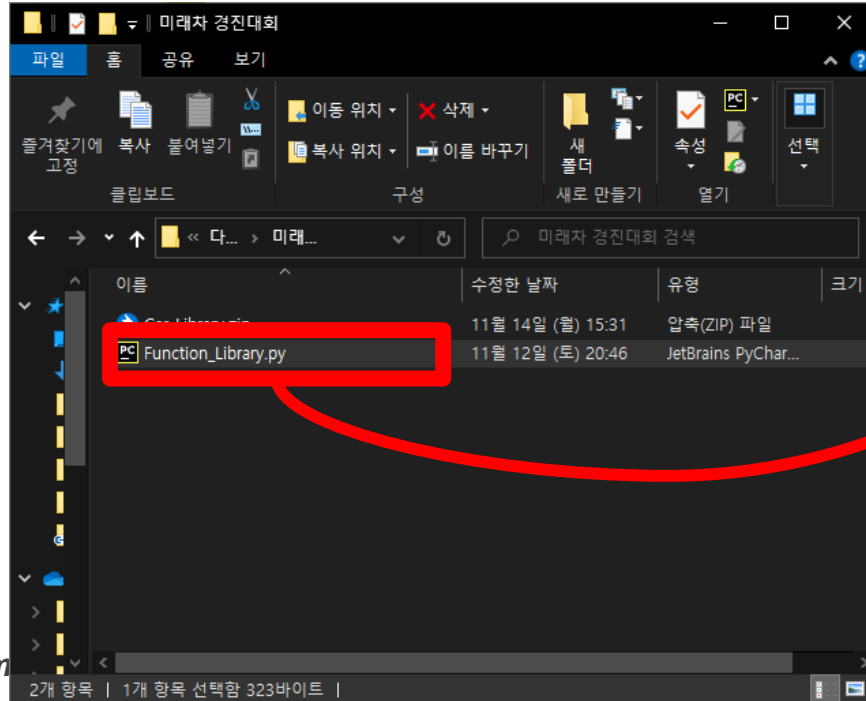 미래차 경진대회
파일 홈 공유 보기
즐겨찾기에 고정
복사
붙여넣기
이동 위치
복사 위치
삭제
이름 바꾸기
새 폴더
속성
선택
클립보드 구성 새로 만들기 열기
« 다... › 미래...
미래차 경진대회 검색
이름 수정한 날짜 유형 크기
11월 14일 (월) 15:31 압축(ZIP) 파일
Function_Library.py 11월 12일 (토) 20:46 JetBrains PyChar...
2개 항목 | 1개 항목 선택함 323바이트 |